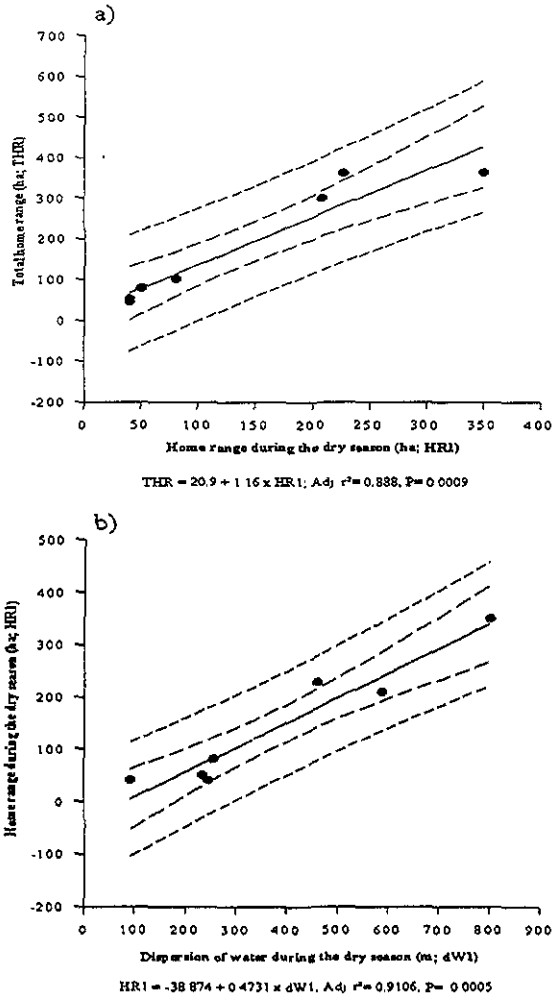 a)
700
600
500
400
300
200
100
0
-100
-200
Total home range (ha; THR)
0 50 100 150 200 250 300 350 400
Home range during the dry season (ha; HR1)
THR = 20.9 + 1 16 x HR1; Adj r²= 0.888, P= 0 0009
b)
500
400
300
200
100
0
-100
-200
Home range during the dry season (ha; HR1)
0 100 200 300 400 500 600 700 800 900
Dispersion of water during the dry season (m; dW1)
HR1 = -38 874 + 0 4731 x dW1, Adj r²= 0,9106, P= 0 0005